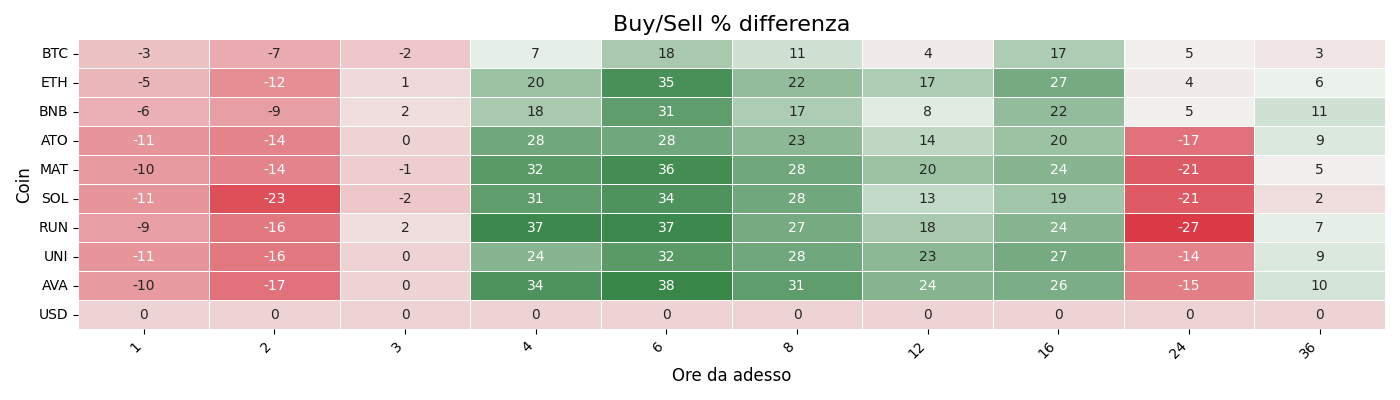 Buy/Sell % differenza
BTC -3 -7 -2 7 18 11 4 17 5 3
ETH -5 -12 1 20 35 22 17 27 4 6
BNB -6 -9 2 18 31 17 8 22 5 11
ATO -11 -14 0 28 28 23 14 20 -17 9
MAT -10 -14 -1 32 36 28 20 24 -21 5
SOL -11 -23 -2 31 34 28 13 19 -21 2
RUN -9 -16 2 37 37 27 18 24 -27 7
UNI -11 -16 0 24 32 28 23 27 -14 9
AVA -10 -17 0 34 38 31 24 26 -15 10
USD 0 0 0 0 0 0 0 0 0 0
Coin
1 2 3 4 6 8 12 16 24 36
Ore da adesso